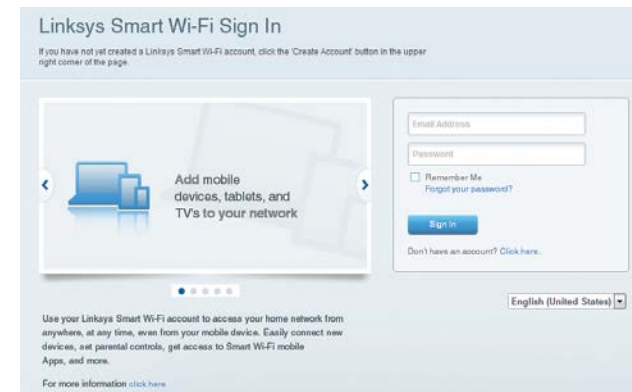 Linksys Smart Wi-Fi Sign In
If you have not yet created a Linksys Smart Wi-Fi account, click the 'Create Account' button in the upper
right corner of the page.
Add mobile
devices, tablets, and
TV's to your network
Email Address
Password
Remember Me
Forgot your password?
Sign In
Don't have an account? Click here.
English (United States)
Use your Linksys Smart Wi-Fi account to access your home network from
anywhere, at any time, even from your mobile device. Easily connect new
devices, set parental controls, get access to Smart Wi-Fi mobile
Apps, and more.
For more information click here